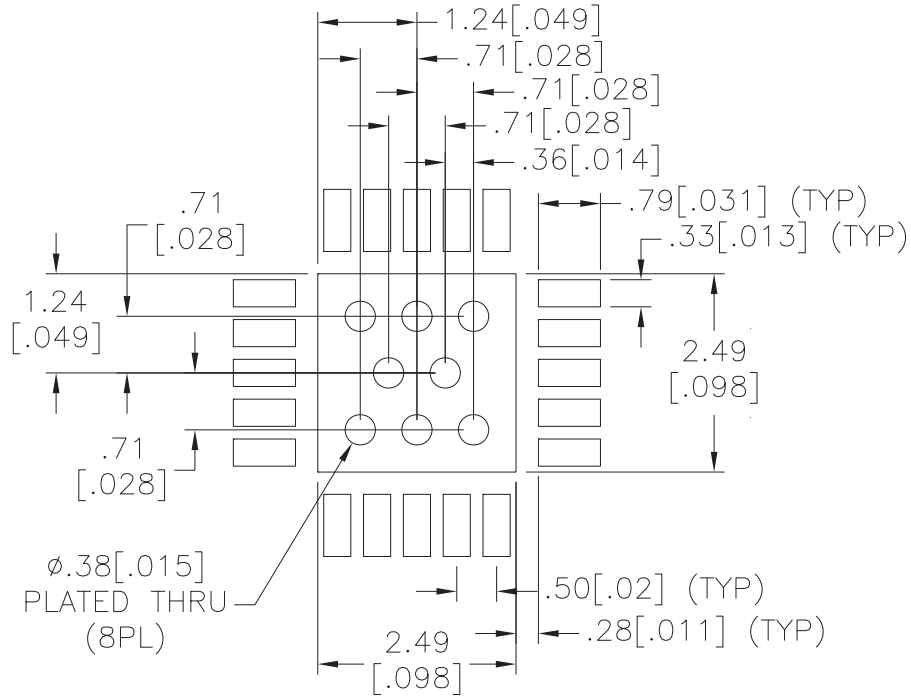 1.24[.049]
.71[.028]
.71[.028]
.71[.028]
.36[.014]
.79[.031] (TYP)
.33[.013] (TYP)
.71
[.028]
1.24
[.049]
2.49
[.098]
.71
[.028]
ø.38[.015]
PLATED THRU
(8PL)
.50[.02] (TYP)
.28[.011] (TYP)
2.49
[.098]